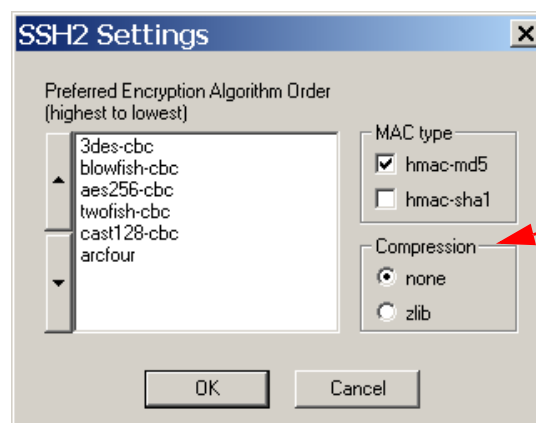 SSH2 Settings
Preferred Encryption Algorithm Order
(highest to lowest)
3des-cbc
blowfish-cbc
aes256-cbc
twofish-cbc
cast128-cbc
arcfour
MAC type
hmac-md5
hmac-sha1
Compression
none
zlib
OK
Cancel